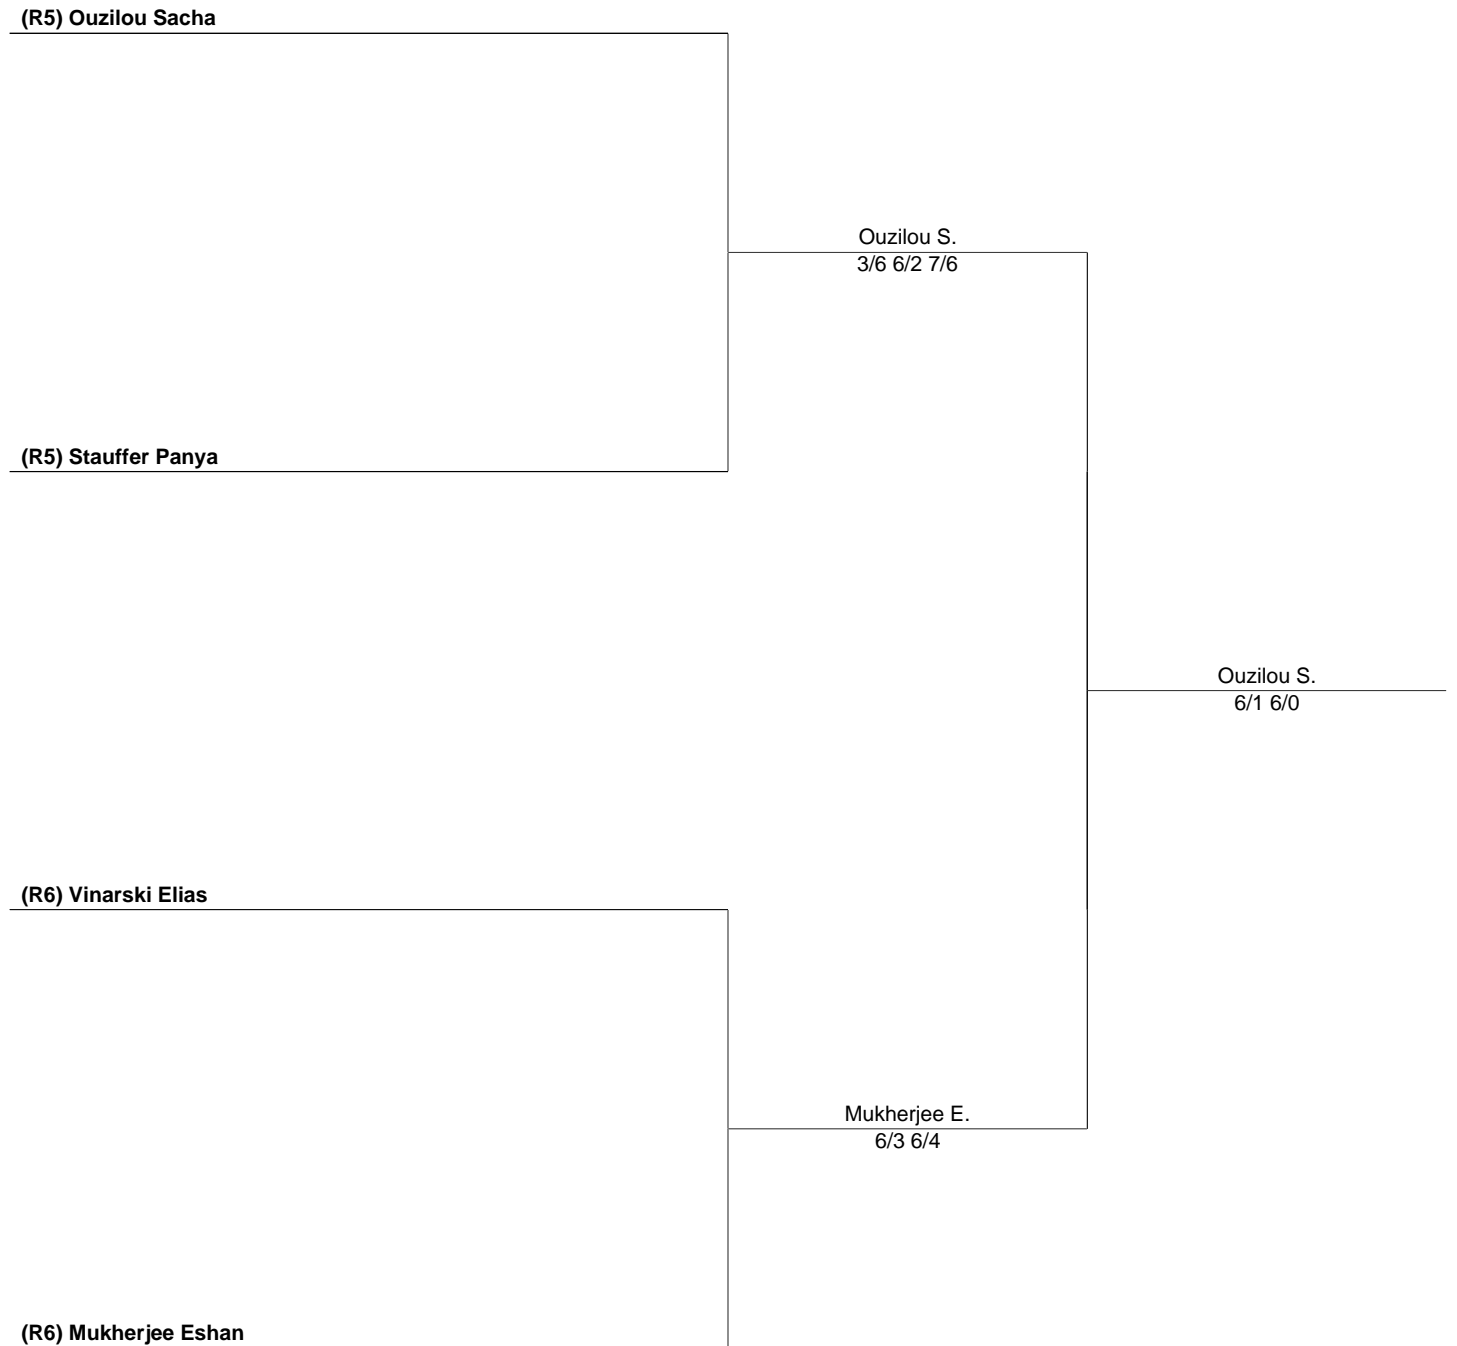 (R5) Ouzilou Sacha
Ouzilou S.
3/6 6/2 7/6
(R5) Stauffer Panya
Ouzilou S.
6/1 6/0
(R6) Vinarski Elias
Mukherjee E.
6/3 6/4
(R6) Mukherjee Eshan